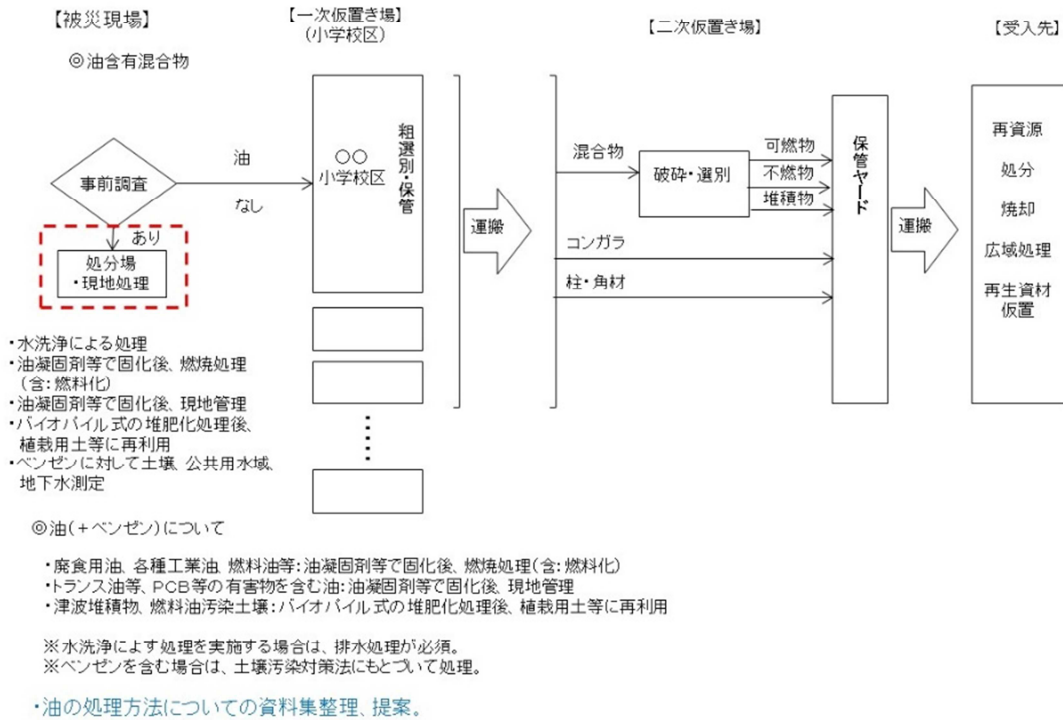 【被災現場】
◎油含有混合物
事前調査
油
なし
あり
処分場
・現地処理
・水洗浄による処理
・油凝固剤等で固化後、燃焼処理
（含：燃料化）
・油凝固剤等で固化後、現地管理
・バイオパイル式の堆肥化処理後、
植栽用土等に再利用
・ベンゼンに対して土壌、公共用水域、
地下水測定
【一次仮置き場】
（小学校区）
○○
小学校区
粗選別・保管
運搬
【二次仮置き場】
混合物
破砕・選別
可燃物
不燃物
堆積物
コンガラ
柱・角材
保管ヤード
運搬
【受入先】
再資源
処分
焼却
広域処理
再生資材
仮置
◎油（＋ベンゼン）について
・廃食用油、各種工業油、燃料油等：油凝固剤等で固化後、燃焼処理（含：燃料化）
・トランス油等、PCB等の有害物を含む油：油凝固剤等で固化後、現地管理
・津波堆積物、燃料油汚染土壌：バイオパイル式の堆肥化処理後、植栽用土等に再利用
※水洗浄によす処理を実施する場合は、排水処理が必須。
※ベンゼンを含む場合は、土壌汚染対策法にもとづいて処理。
・油の処理方法についての資料集整理、提案。